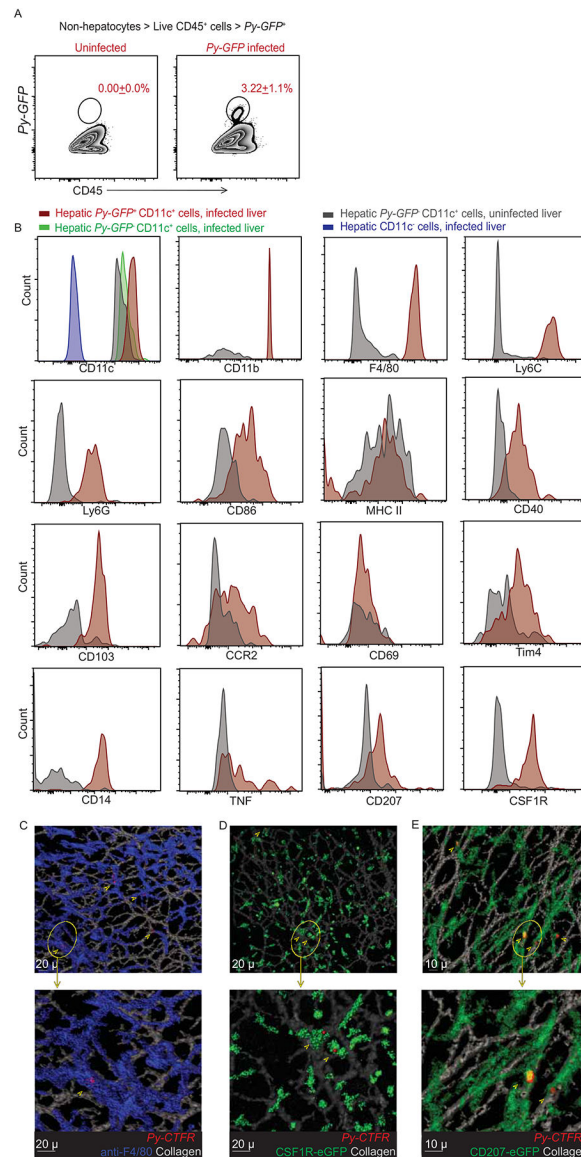 A
Non-hepatocytes > Live CD45⁺ cells > Py-GFP⁺
Uninfected
Py-GFP infected
0.00±0.0%
3.22±1.1%
Py-GFP
CD45
Hepatic Py-GFP⁺ CD11c⁺ cells, infected liver
Hepatic Py-GFP⁻ CD11c⁺ cells, uninfected liver
B
Hepatic Py-GFP⁻ CD11c⁺ cells, infected liver
Hepatic CD11c⁻ cells, infected liver
Count
CD11c
CD11b
F4/80
Ly6C
Count
Ly6G
CD86
MHC II
CD40
Count
CD103
CCR2
CD69
Tim4
Count
CD14
TNF
CD207
CSF1R
C
D
E
20 µ
20 µ
10 µ
20 µ
Py-CTFR
anti-F4/80 Collagen
20 µ
Py-CTFR
CSF1R-eGFP Collagen
10 µ
Py-CTFR
CD207-eGFP Collagen